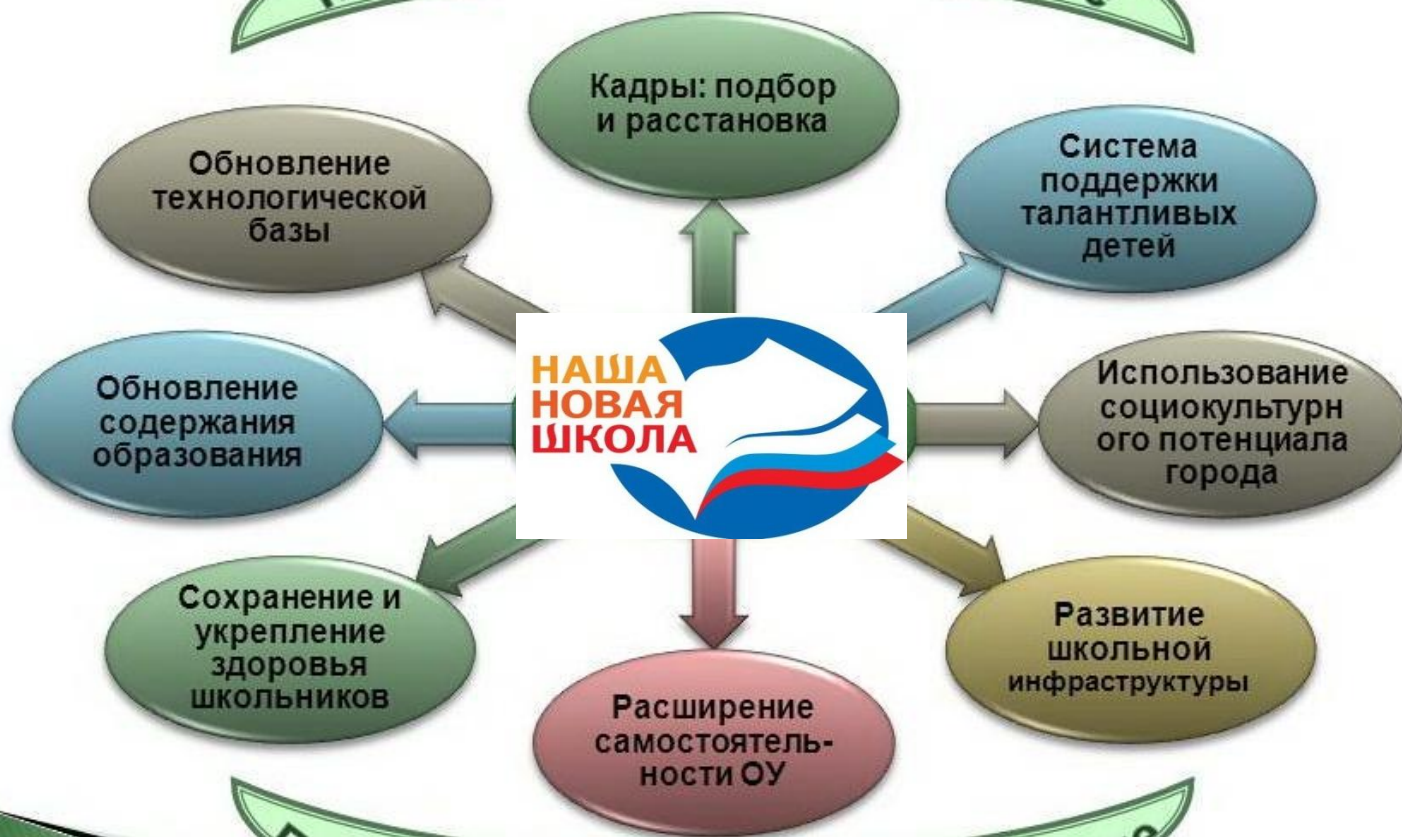 Кадры: подбор
и расстановка
Обновление
технологической
базы
Система
поддержки
талантливых
детей
НАША
НОВАЯ
ШКОЛА
Обновление
содержания
образования
Использование
социокультурн
ого потенциала
города
Сохранение и
укрепление
здоровья
школьников
Развитие
школьной
инфраструктуры
Расширение
самостоятель-
ности ОУ